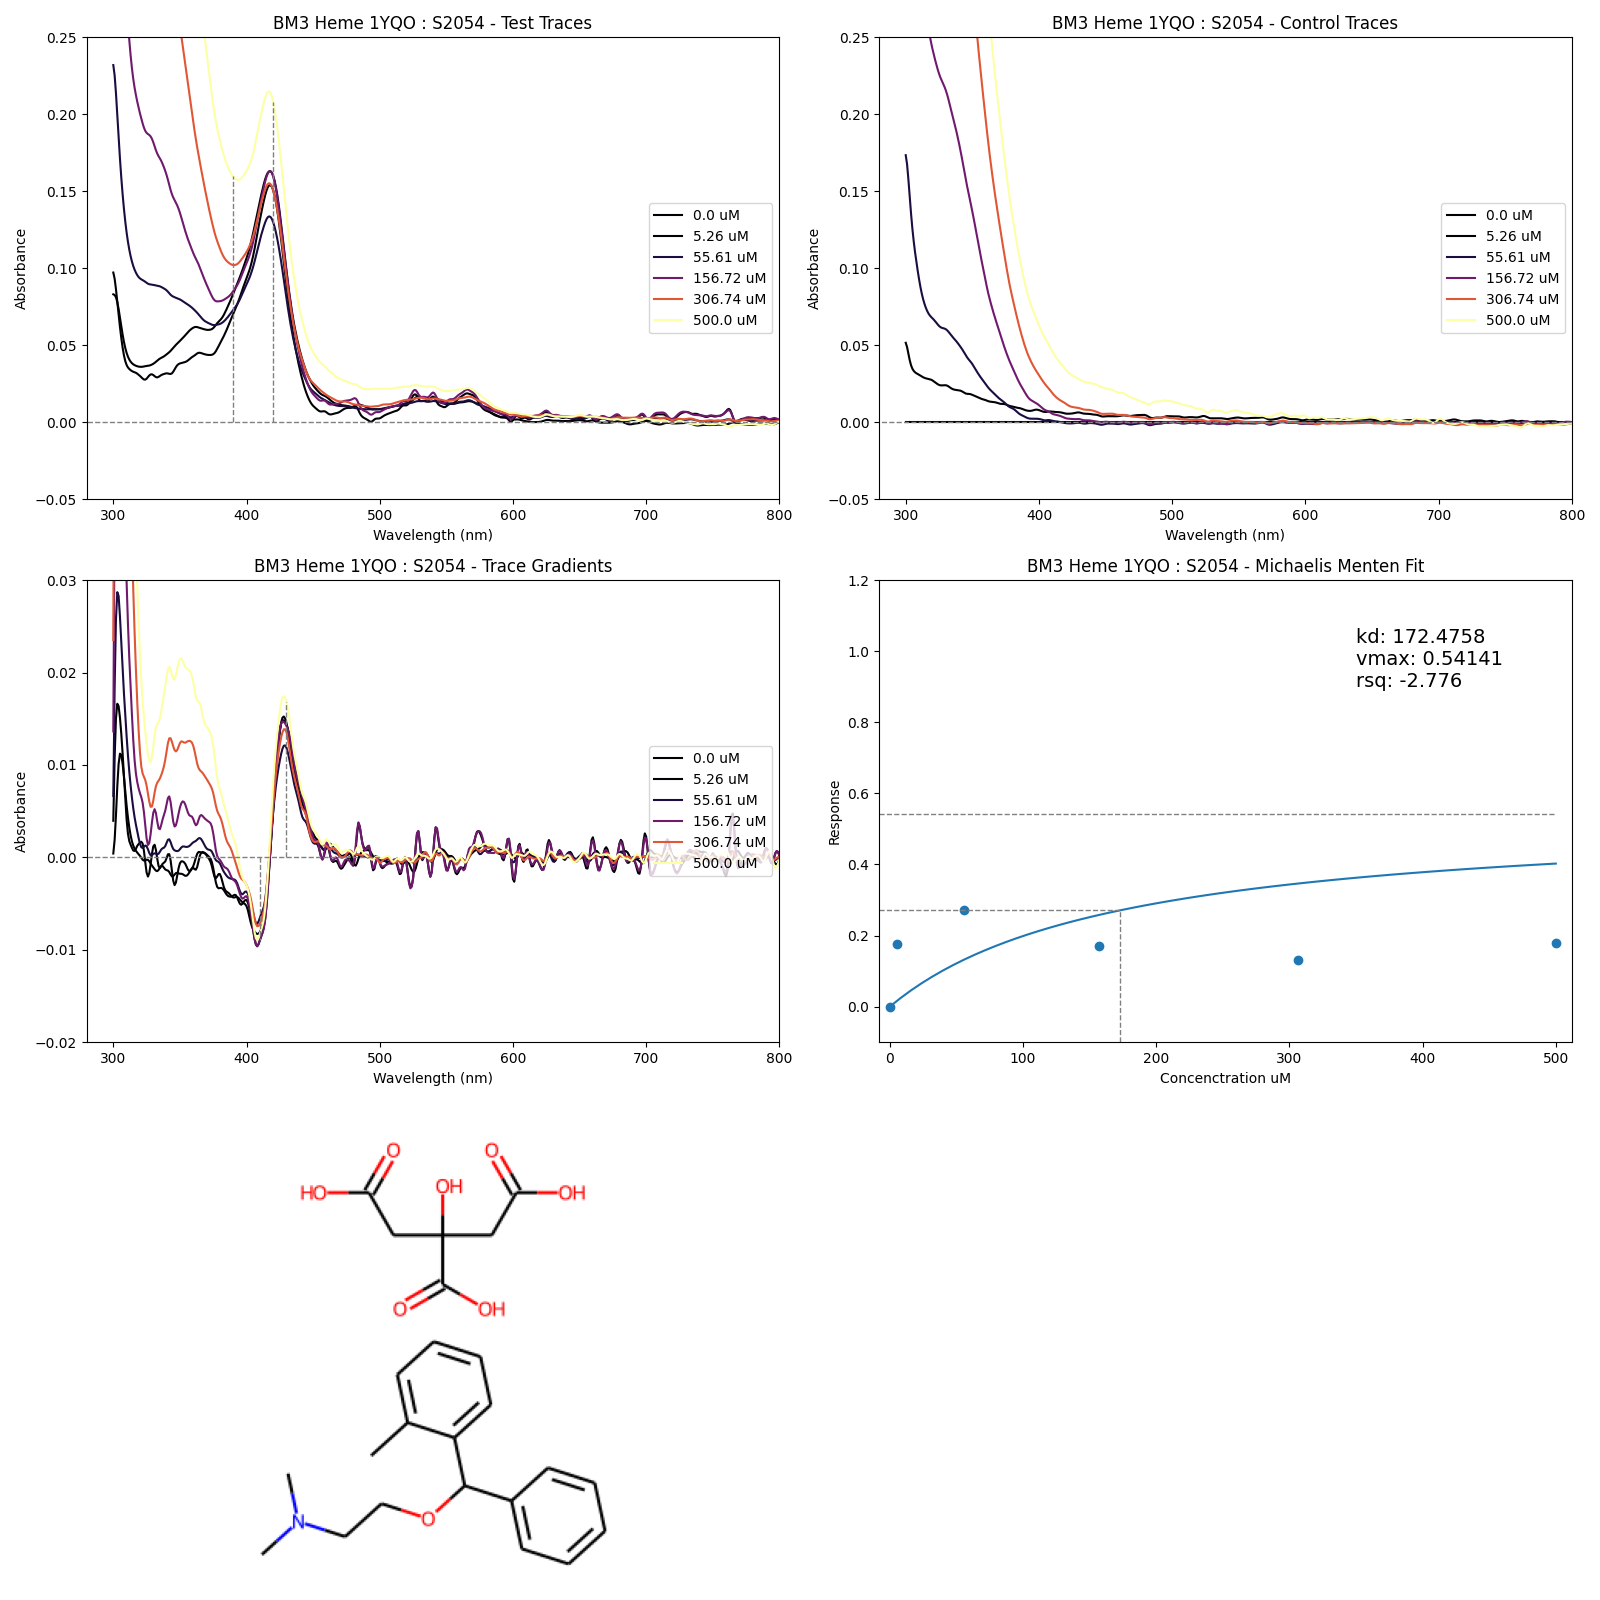 BM3 Heme 1YQO : S2054 - Test Traces
0.25
0.20
0.15
0.10
0.05
0.00
−0.05
Absorbance
300
400
500
600
700
800
Wavelength (nm)
0.0 uM
5.26 uM
55.61 uM
156.72 uM
306.74 uM
500.0 uM
BM3 Heme 1YQO : S2054 - Control Traces
0.25
0.20
0.15
0.10
0.05
0.00
−0.05
Absorbance
300
400
500
600
700
800
Wavelength (nm)
0.0 uM
5.26 uM
55.61 uM
156.72 uM
306.74 uM
500.0 uM
BM3 Heme 1YQO : S2054 - Trace Gradients
0.03
0.02
0.01
0.00
−0.01
−0.02
Absorbance
300
400
500
600
700
800
Wavelength (nm)
0.0 uM
5.26 uM
55.61 uM
156.72 uM
306.74 uM
500.0 uM
BM3 Heme 1YQO : S2054 - Michaelis Menten Fit
1.2
1.0
0.8
0.6
0.4
0.2
0.0
Response
0
100
200
300
400
500
Concenctration uM
kd: 172.4758
vmax: 0.54141
rsq: -2.776
O
O
HO
OH
OH
O
OH
N
O